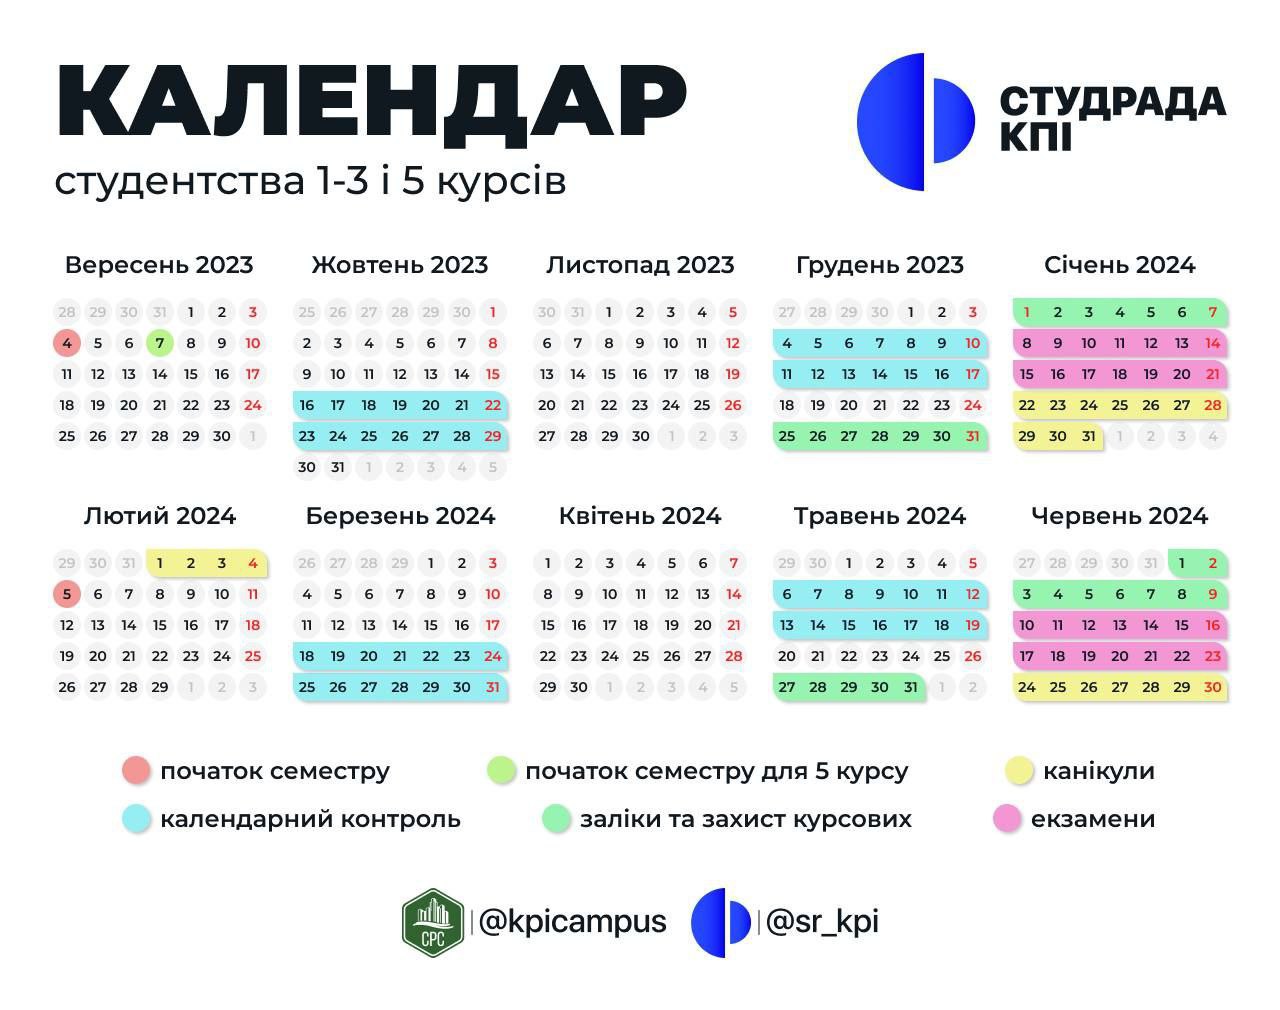 КАЛЕНДАР
студентства 1-3 і 5 курсів
СТУДРАДА
КПІ
Вересень 2023
28 29 30 31 1 2 3
4 5 6 7 8 9 10
11 12 13 14 15 16 17
18 19 20 21 22 23 24
25 26 27 28 29 30 1
Жовтень 2023
25 26 27 28 29 30 1
2 3 4 5 6 7 8
9 10 11 12 13 14 15
16 17 18 19 20 21 22
23 24 25 26 27 28 29
30 31 1 2 3 4 5
Листопад 2023
30 31 1 2 3 4 5
6 7 8 9 10 11 12
13 14 15 16 17 18 19
20 21 22 23 24 25 26
27 28 29 30 1 2 3
Грудень 2023
27 28 29 30 1 2 3
4 5 6 7 8 9 10
11 12 13 14 15 16 17
18 19 20 21 22 23 24
25 26 27 28 29 30 31
Січень 2024
1 2 3 4 5 6 7
8 9 10 11 12 13 14
15 16 17 18 19 20 21
22 23 24 25 26 27 28
29 30 31 1 2 3 4
Лютий 2024
29 30 31 1 2 3 4
5 6 7 8 9 10 11
12 13 14 15 16 17 18
19 20 21 22 23 24 25
26 27 28 29 1 2 3
Березень 2024
26 27 28 29 1 2 3
4 5 6 7 8 9 10
11 12 13 14 15 16 17
18 19 20 21 22 23 24
25 26 27 28 29 30 31
Квітень 2024
1 2 3 4 5 6 7
8 9 10 11 12 13 14
15 16 17 18 19 20 21
22 23 24 25 26 27 28
29 30 1 2 3 4 5
Травень 2024
29 30 1 2 3 4 5
6 7 8 9 10 11 12
13 14 15 16 17 18 19
20 21 22 23 24 25 26
27 28 29 30 31 1 2
Червень 2024
27 28 29 30 31 1 2
3 4 5 6 7 8 9
10 11 12 13 14 15 16
17 18 19 20 21 22 23
24 25 26 27 28 29 30
початок семестру
початок семестру для 5 курсу
канікули
календарний контроль
заліки та захист курсових
екзамени
СРС
@kpicampus
@sr_kpi